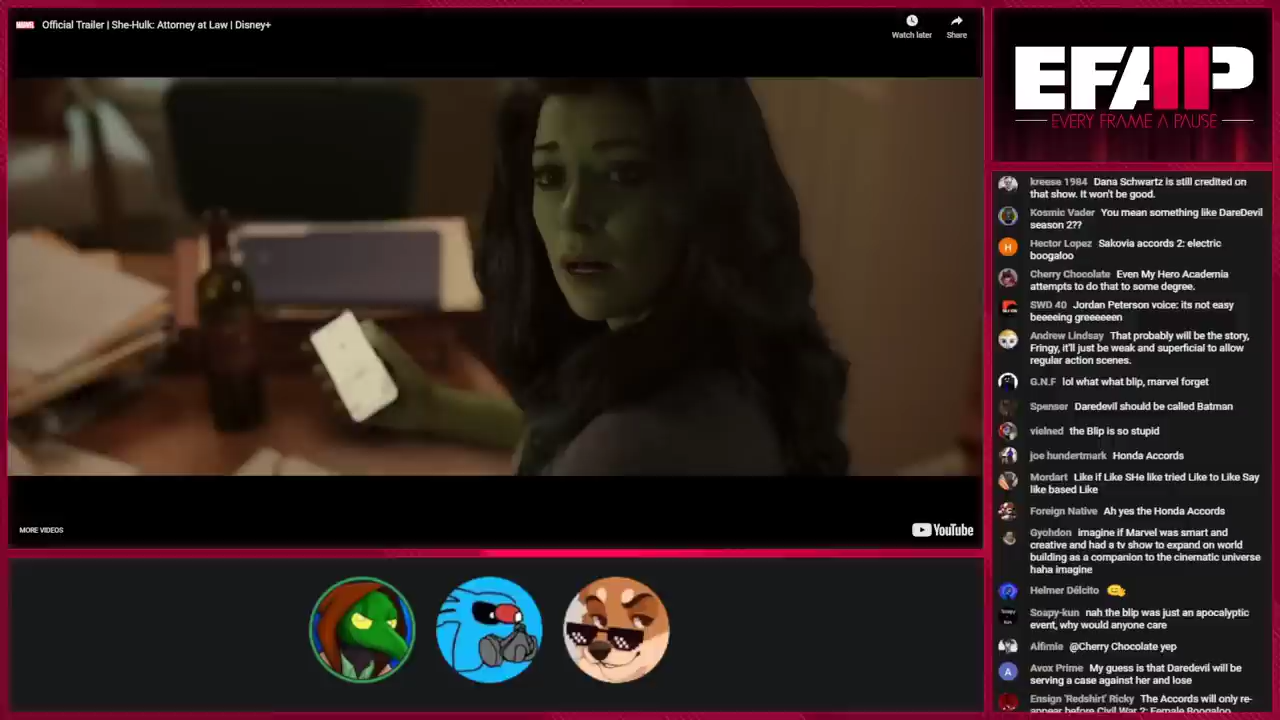 Official Trailer | She-Hulk: Attorney at Law | Disney+
MARVEL
Watch later
Share
MORE VIDEOS
YouTube
EFAP
EVERY FRAME A PAUSE
kreese 1984 Dana Schwartz is still credited on
that show. It won't be good.
Kosmic Vader You mean something like DareDevil
season 2??
Hector Lopez Sakovia accords 2: electric
boogaloo
Cherry Chocolate Even My Hero Academia
attempts to do that to some degree.
SWD 40 Jordan Peterson voice: its not easy
beeeeing greeeeeen
Andrew Lindsay That probably will be the story,
Fringy, it'll just be weak and superficial to allow
regular action scenes.
G.N.F lol what what blip, marvel forget
Spenser Daredevil should be called Batman
vielned the Blip is so stupid
joe hundertmark Honda Accords
Mordart Like if Like SHe like tried Like to Like Say
like based Like
Foreign Native Ah yes the Honda Accords
Gyohdon imagine if Marvel was smart and
creative and had a tv show to expand on world
building as a companion to the cinematic universe
haha imagine
Helmer Délcito
Soapy-kun nah the blip was just an apocalyptic
event, why would anyone care
Alfimie @Cherry Chocolate yep
Avox Prime My guess is that Daredevil will be
serving a case against her and lose
Ensign 'Redshirt' Ricky The Accords will only re-
appear before Civil War 2: Female Boogaloo